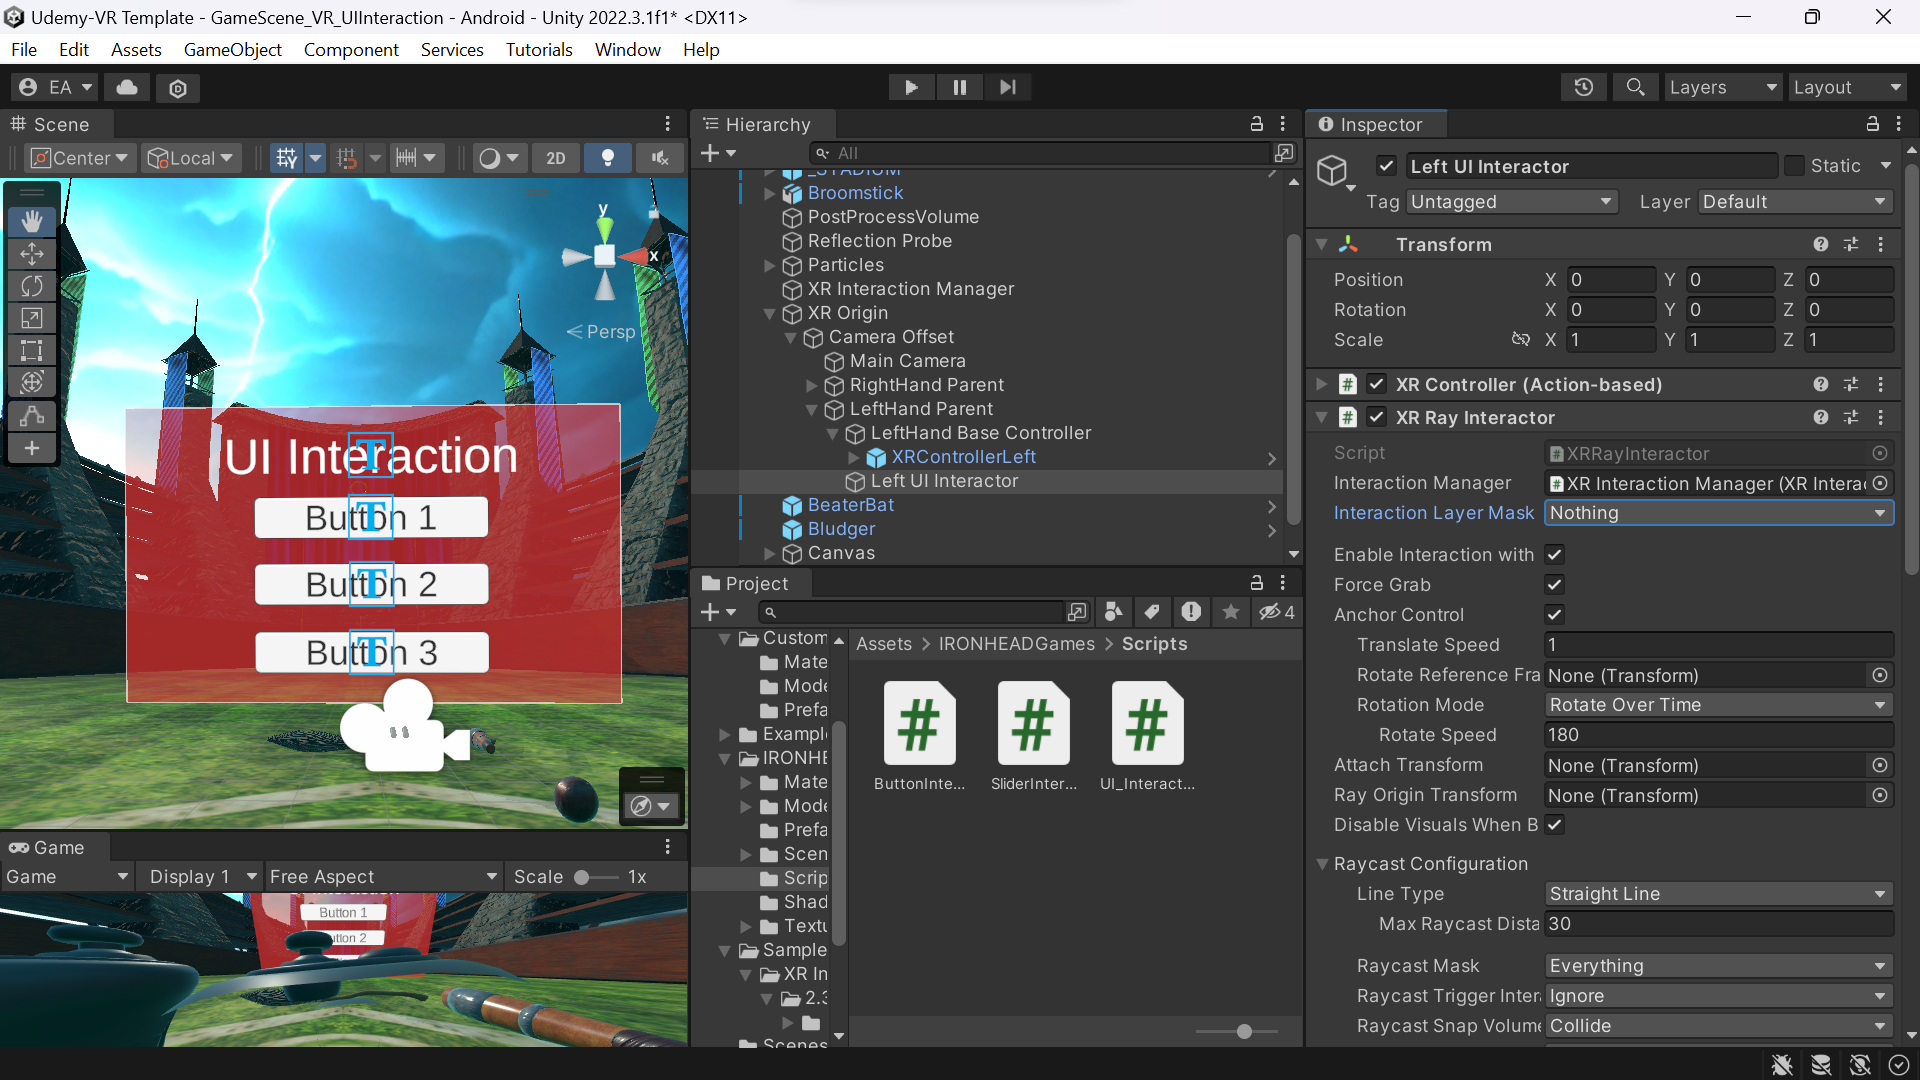 Udemy-VR Template - GameScene_VR_UIInteraction - Android - Unity 2022.3.1f1* <DX11>
File Edit Assets GameObject Component Services Tutorials Window Help
EA
Layers
Layout
Scene
Center
Local
2D
y
x
Persp
UI Interaction
Button 1
Button 2
Button 3
Game
Game
Display 1
Free Aspect
Scale
1x
Button 1
Hierarchy
All
_STADIUM
Broomstick
PostProcessVolume
Reflection Probe
Particles
XR Interaction Manager
XR Origin
Camera Offset
Main Camera
RightHand Parent
LeftHand Parent
LeftHand Base Controller
XRControllerLeft
Left UI Interactor
BeaterBat
Bludger
Canvas
Project
4
Custom
Mate
Mode
Prefa
Exampl
IRONHE
Mate
Mode
Prefa
Scen
Scrip
Shad
Textu
Sample
XR In
2.3
Scenes
Assets > IRONHEADGames > Scripts
ButtonInte...
SliderInter...
UI_Interact...
Inspector
Left UI Interactor
Static
Tag Untagged
Layer Default
Transform
Position X 0 Y 0 Z 0
Rotation X 0 Y 0 Z 0
Scale X 1 Y 1 Z 1
XR Controller (Action-based)
XR Ray Interactor
Script XRRayInteractor
Interaction Manager XR Interaction Manager (XR Interac
Interaction Layer Mask Nothing
Enable Interaction with
Force Grab
Anchor Control
Translate Speed 1
Rotate Reference Fra None (Transform)
Rotation Mode Rotate Over Time
Rotate Speed 180
Attach Transform None (Transform)
Ray Origin Transform None (Transform)
Disable Visuals When B
Raycast Configuration
Line Type Straight Line
Max Raycast Dista 30
Raycast Mask Everything
Raycast Trigger Inter Ignore
Raycast Snap Volum Collide